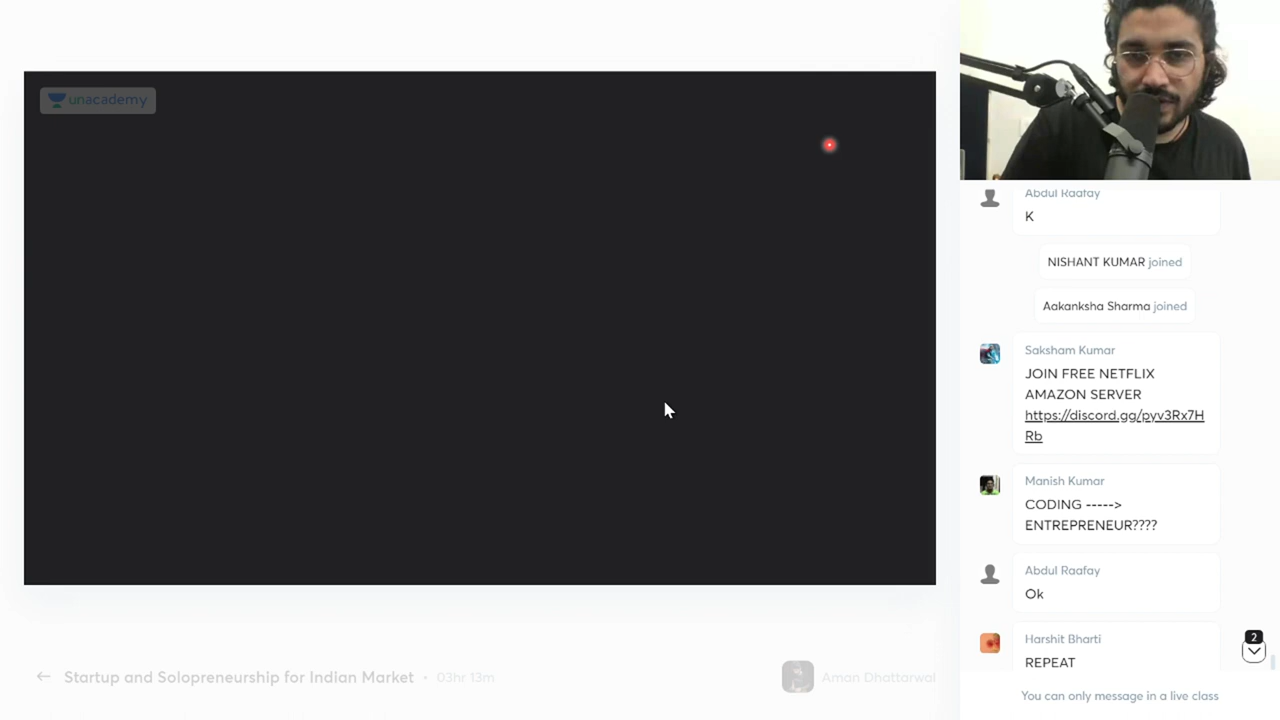 unacademy
Abdul Raafay
K
NISHANT KUMAR joined
Aakanksha Sharma joined
Saksham Kumar
JOIN FREE NETFLIX
AMAZON SERVER
https://discord.gg/pyv3Rx7H
Rb
Manish Kumar
CODING ----->
ENTREPRENEUR????
Abdul Raafay
Ok
Harshit Bharti
REPEAT
2
You can only message in a live class
Startup and Solopreneurship for Indian Market • 03hr 13m
Aman Dhattarwal